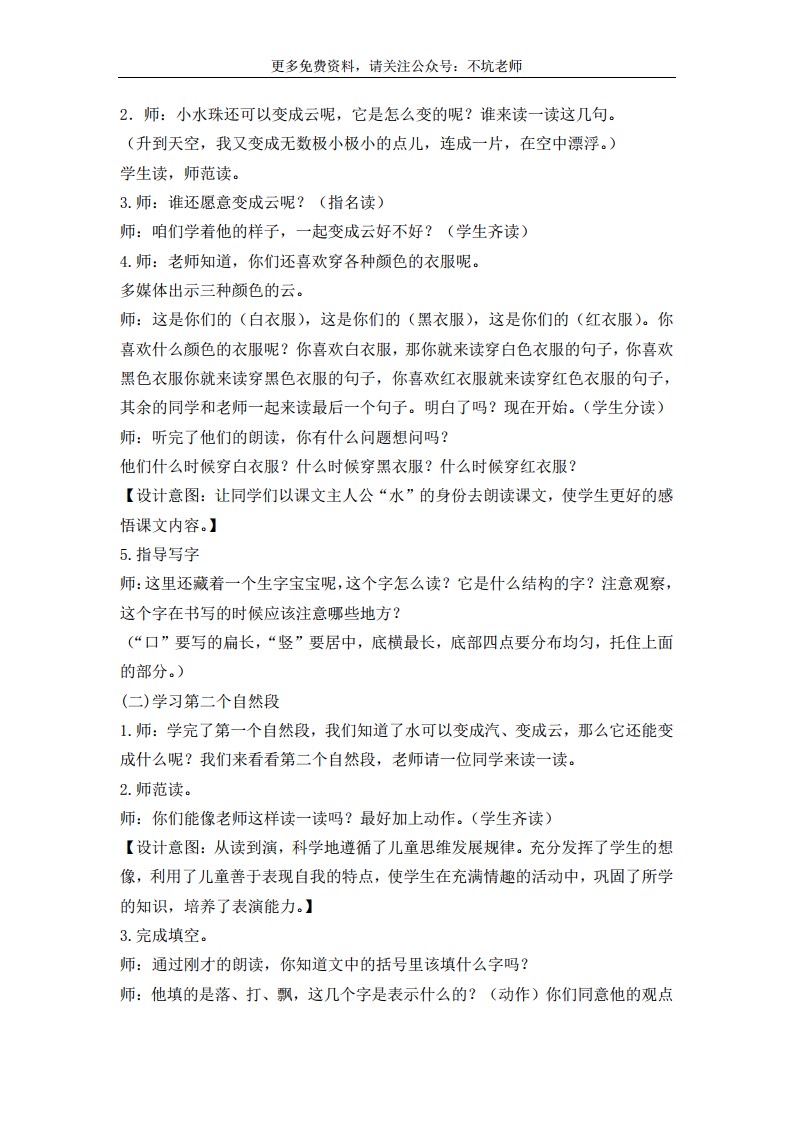 更多免费资料，请关注公众号：不坑老师
2．师：小水珠还可以变成云呢，它是怎么变的呢？谁来读一读这几句。
（升到天空，我又变成无数极小极小的点儿，连成一片，在空中漂浮。）
学生读，师范读。
3.师：谁还愿意变成云呢？（指名读）
师：咱们学着他的样子，一起变成云好不好？（学生齐读）
4.师：老师知道，你们还喜欢穿各种颜色的衣服呢。
多媒体出示三种颜色的云。
师：这是你们的（白衣服），这是你们的（黑衣服），这是你们的（红衣服）。你
喜欢什么颜色的衣服呢？你喜欢白衣服，那你就来读穿白色衣服的句子，你喜欢
黑色衣服你就来读穿黑色衣服的句子，你喜欢红衣服就来读穿红色衣服的句子，
其余的同学和老师一起来读最后一个句子。明白了吗？现在开始。（学生分读）
师：听完了他们的朗读，你有什么问题想问吗？
他们什么时候穿白衣服？什么时候穿黑衣服？什么时候穿红衣服？
【设计意图：让同学们以课文主人公“水”的身份去朗读课文，使学生更好的感
悟课文内容。】
5.指导写字
师：这里还藏着一个生字宝宝呢，这个字怎么读？它是什么结构的字？注意观察，
这个字在书写的时候应该注意哪些地方？
（“口”要写的扁长，“竖”要居中，底横最长，底部四点要分布均匀，托住上面
的部分。）
(二)学习第二个自然段
1.师：学完了第一个自然段，我们知道了水可以变成汽、变成云，那么它还能变
成什么呢？我们来看看第二个自然段，老师请一位同学来读一读。
2.师范读。
师：你们能像老师这样读一读吗？最好加上动作。（学生齐读）
【设计意图：从读到演，科学地遵循了儿童思维发展规律。充分发挥了学生的想
像，利用了儿童善于表现自我的特点，使学生在充满情趣的活动中，巩固了所学
的知识，培养了表演能力。】
3.完成填空。
师：通过刚才的朗读，你知道文中的括号里该填什么字吗？
师：他填的是落、打、飘，这几个字是表示什么的？（动作）你们同意他的观点